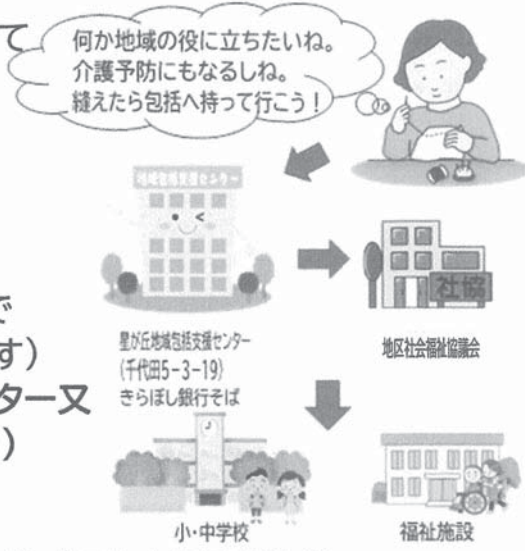 て
何か地域の役に立ちたいね。
介護予防にもなるしね。
縫えたら包括へ持って行こう！
地域包括支援センター
社協
で
す）
ター又
）
星が丘地域包括支援センター
（千代田5-3-19）
きらぼし銀行そば
地区社会福祉協議会
小・中学校
福祉施設